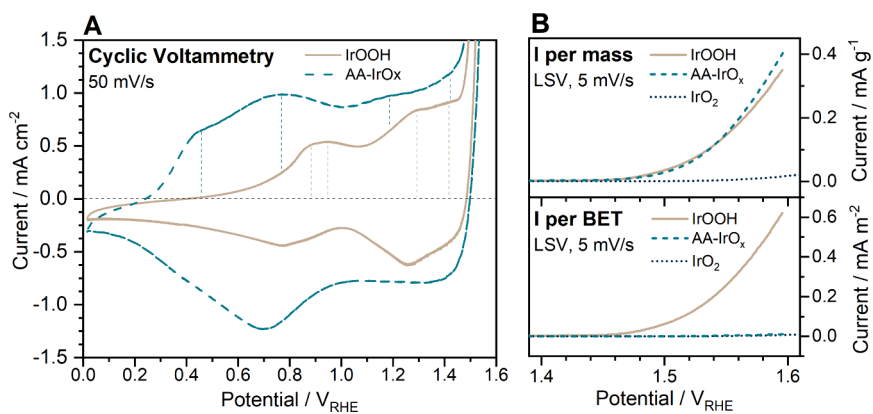 A
Cyclic Voltammetry
50 mV/s
IrOOH
AA-IrOx
1.5
1.0
0.5
0.0
-0.5
-1.0
-1.5
Current / mA cm⁻²
0.0 0.2 0.4 0.6 0.8 1.0 1.2 1.4 1.6
Potential / V_RHE
B
I per mass
LSV, 5 mV/s
IrOOH
AA-IrOₓ
IrO₂
0.4
0.2
0.0
Current / mA g⁻¹
I per BET
LSV, 5 mV/s
IrOOH
AA-IrOₓ
IrO₂
0.6
0.4
0.2
0.0
Current / mA m⁻²
1.4 1.5 1.6
Potential / V_RHE